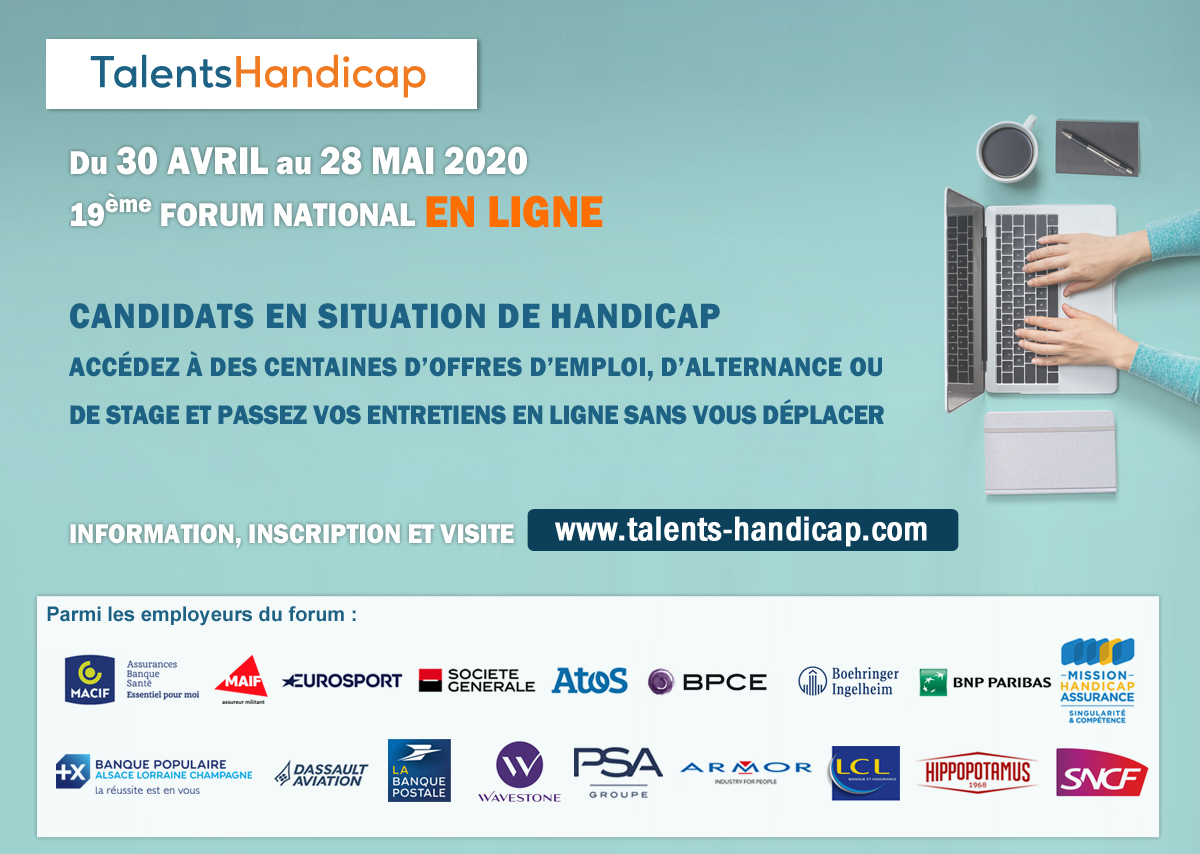 TalentsHandicap
Du 30 AVRIL au 28 MAI 2020
19ème FORUM NATIONAL EN LIGNE
CANDIDATS EN SITUATION DE HANDICAP
ACCÉDEZ À DES CENTAINES D’OFFRES D’EMPLOI, D’ALTERNANCE OU
DE STAGE ET PASSEZ VOS ENTRETIENS EN LIGNE SANS VOUS DÉPLACER
INFORMATION, INSCRIPTION ET VISITE www.talents-handicap.com
Parmi les employeurs du forum :
MACIF
Assurances
Banque
Santé
Essentiel pour moi
MAIF
assureur militant
EUROSPORT
SOCIETE
GENERALE
Atos
BPCE
Boehringer
Ingelheim
BNP PARIBAS
MISSION
HANDICAP
ASSURANCE
SINGULARITÉ
& COMPÉTENCE
+X
BANQUE POPULAIRE
ALSACE LORRAINE CHAMPAGNE
la réussite est en vous
DASSAULT
AVIATION
LA
BANQUE
POSTALE
W
WAVESTONE
PSA
GROUPE
ARMOR
INDUSTRY FOR PEOPLE
LCL
BANQUE ET ASSURANCE
HIPPOPOTAMUS
1968
SNCF